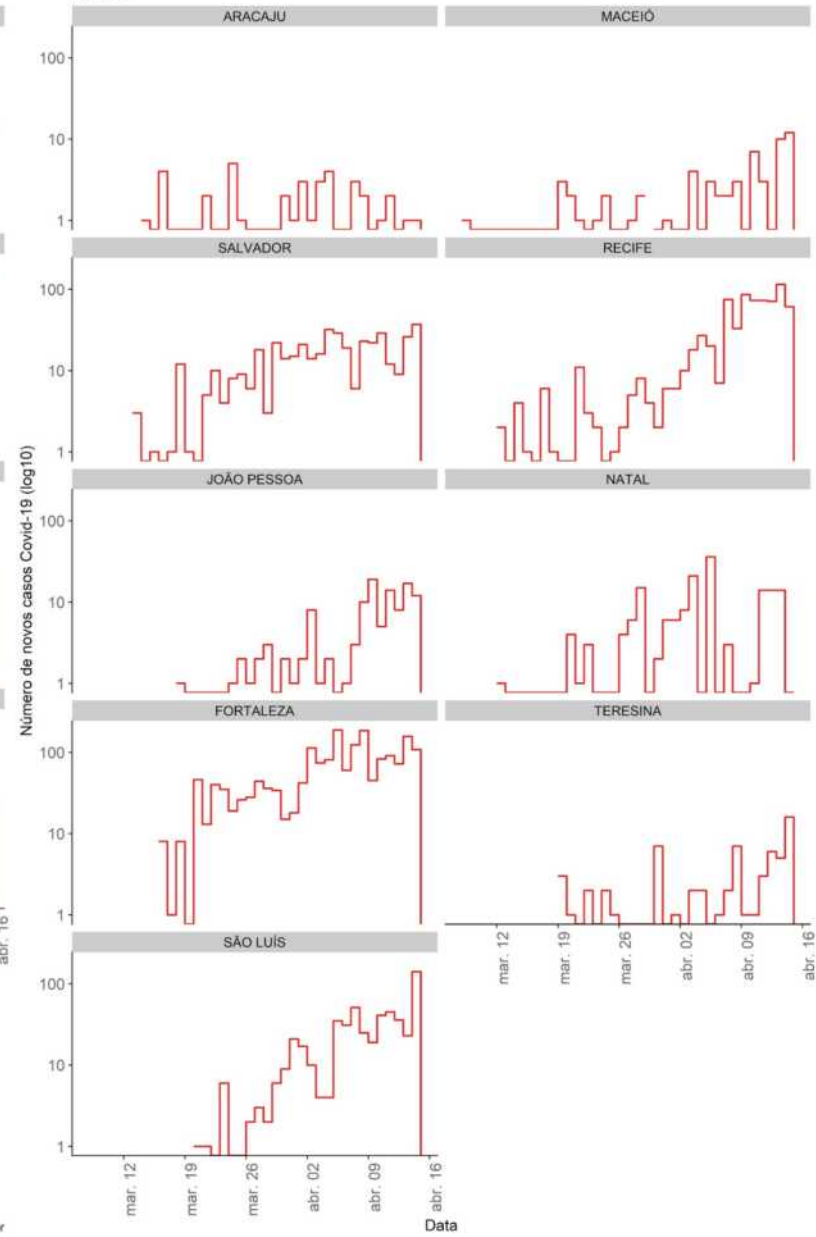 ARACAJU
MACEIÓ
100
10
1
SALVADOR
RECIFE
100
10
1
JOÃO PESSOA
NATAL
100
10
1
FORTALEZA
TERESINA
100
10
1
mar. 12
mar. 19
mar. 26
abr. 02
abr. 09
abr. 16
SÃO LUÍS
100
10
1
mar. 12
mar. 19
mar. 26
abr. 02
abr. 09
abr. 16
Data
Número de novos casos Covid-19 (log10)
abr. 16